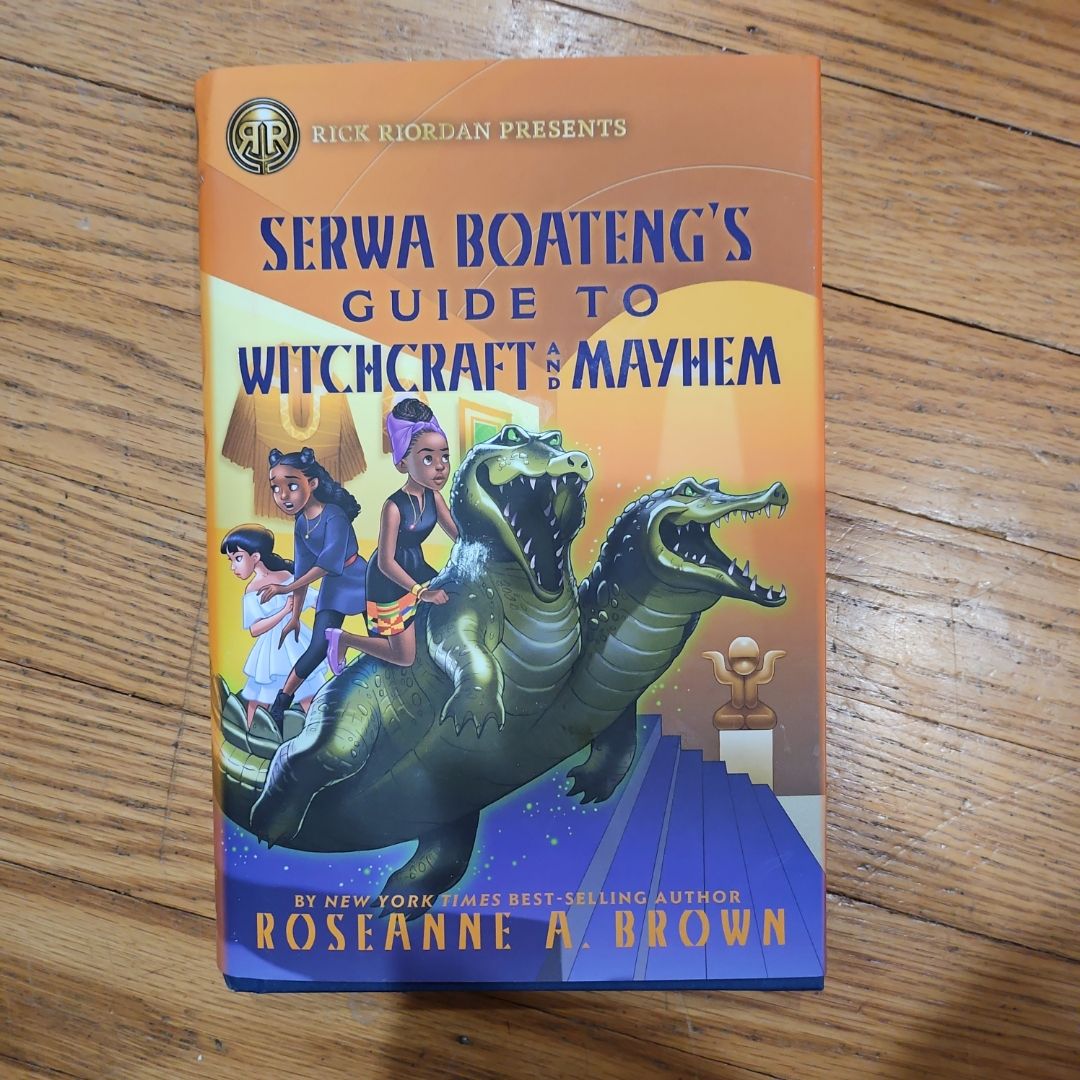 RR
RICK RIORDAN PRESENTS
SERWA BOATENG'S
GUIDE TO
WITCHCRAFT AND MAYHEM
BY NEW YORK TIMES BEST-SELLING AUTHOR
ROSEANNE A. BROWN